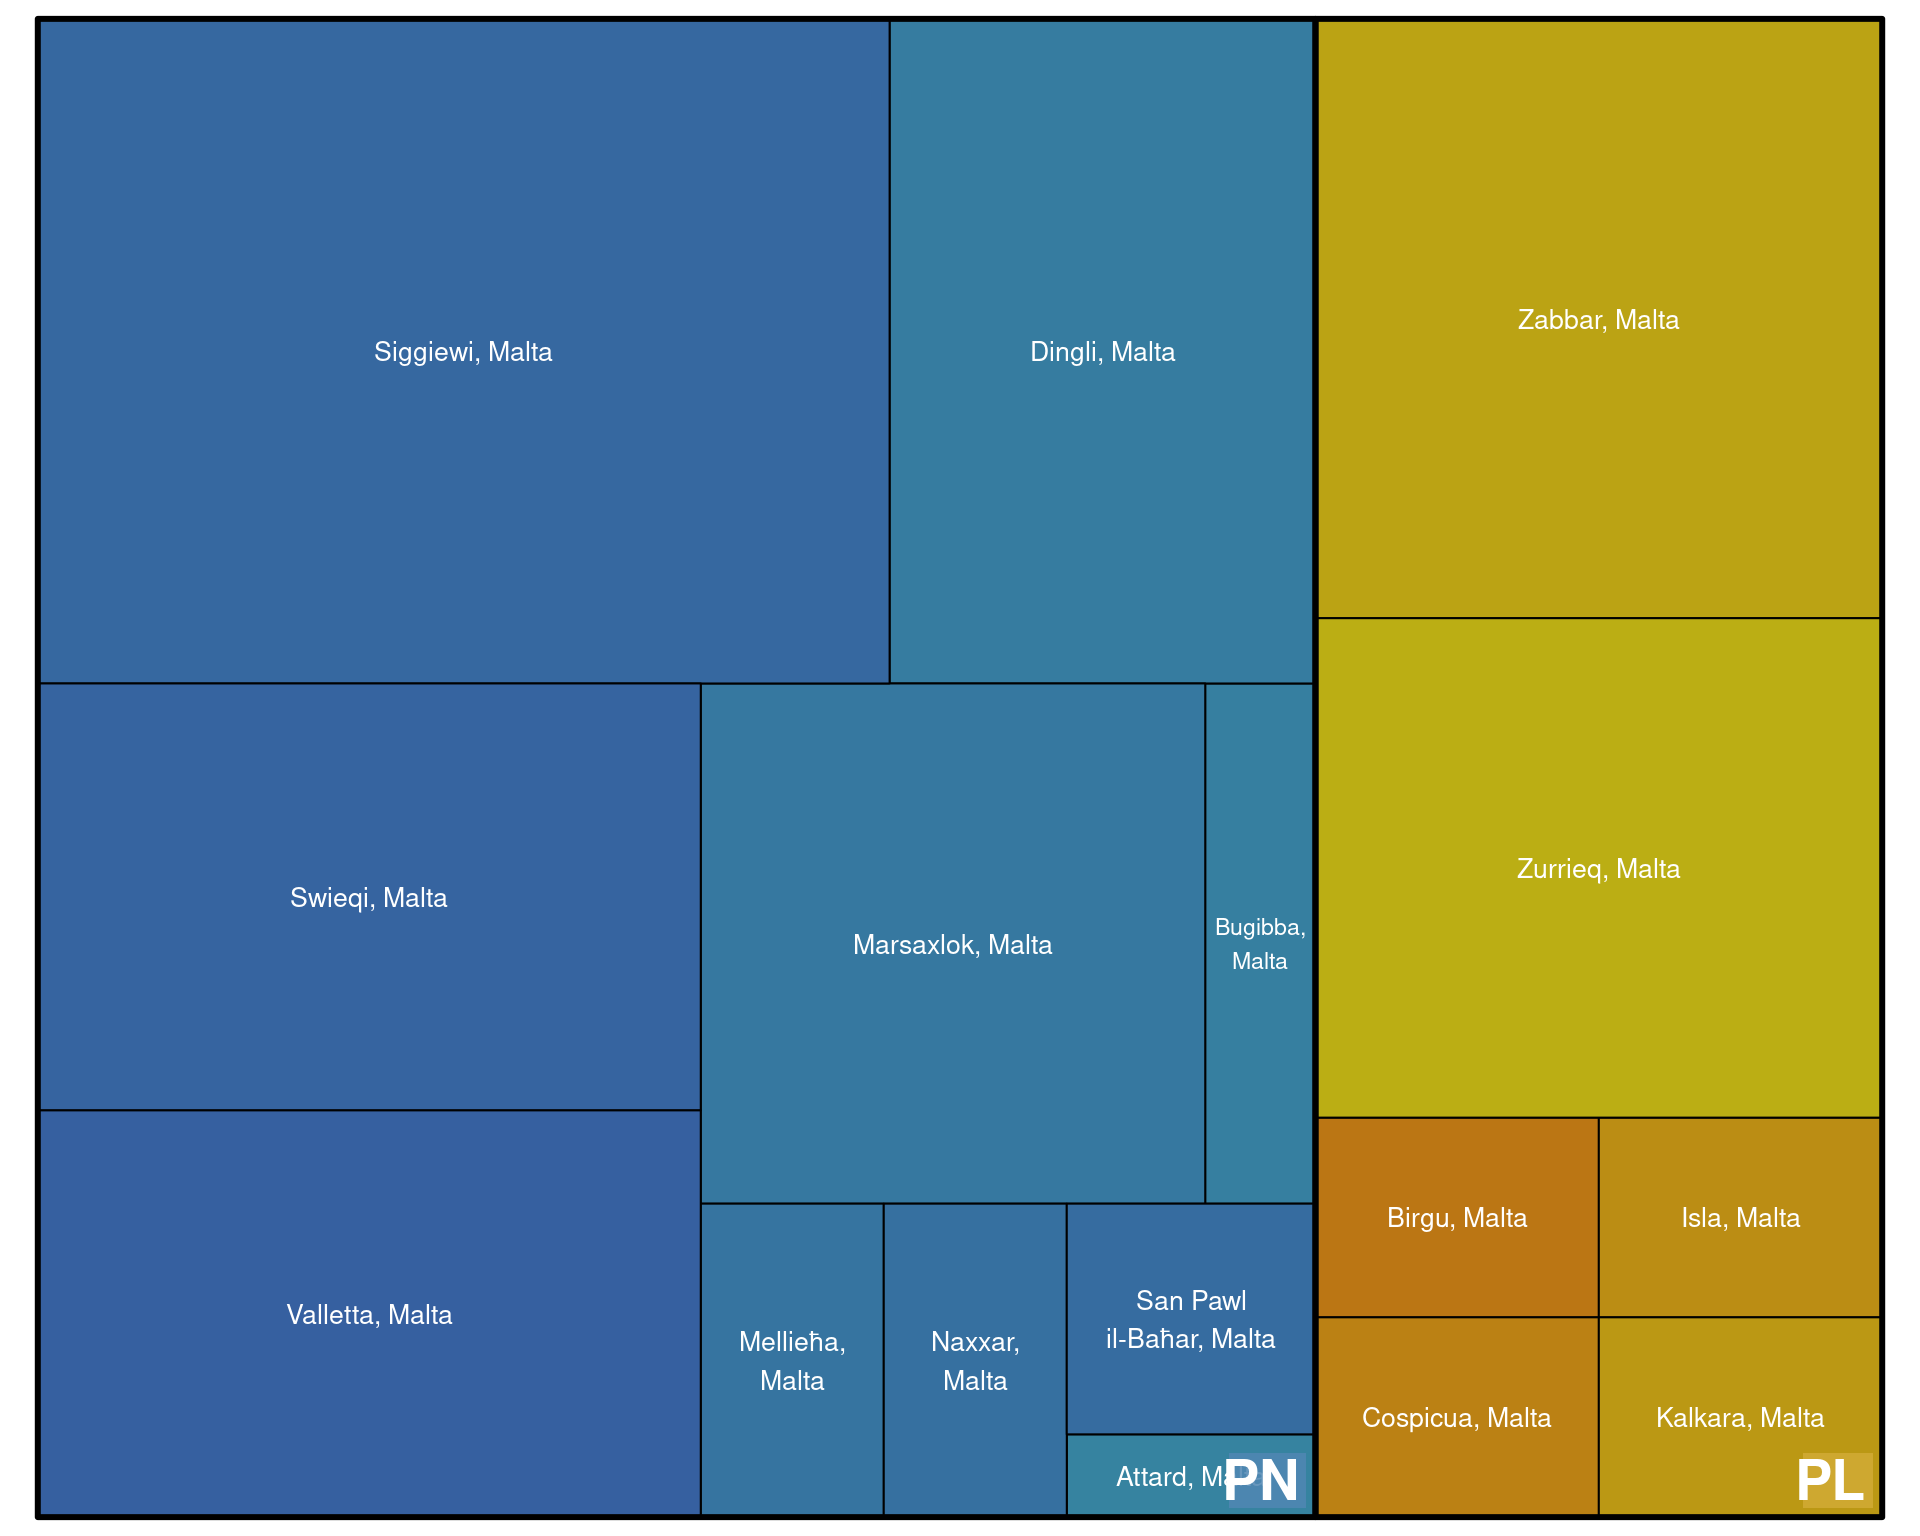 Siggiewi, Malta
Dingli, Malta
Zabbar, Malta
Zurrieq, Malta
Swieqi, Malta
Marsaxlok, Malta
Bugibba,
Malta
Valletta, Malta
Mellieħa,
Malta
Naxxar,
Malta
San Pawl
il-Baħar, Malta
Attard,
PN
Birgu, Malta
Isla, Malta
Cospicua, Malta
Kalkara, Malta
PL